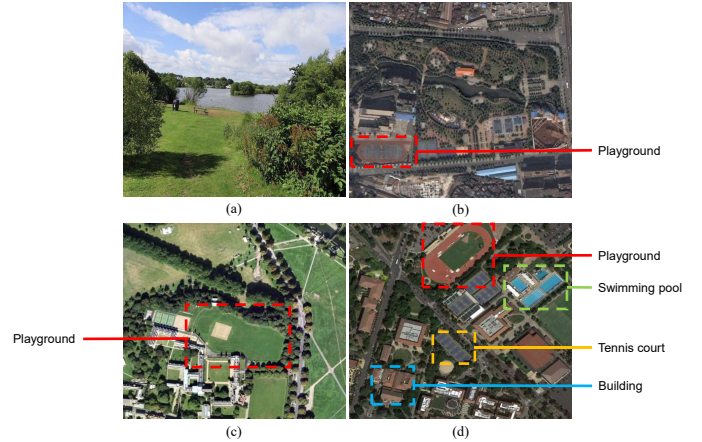 Playground
(a)
(b)
Playground
Swimming pool
Playground
Tennis court
Building
(c)
(d)